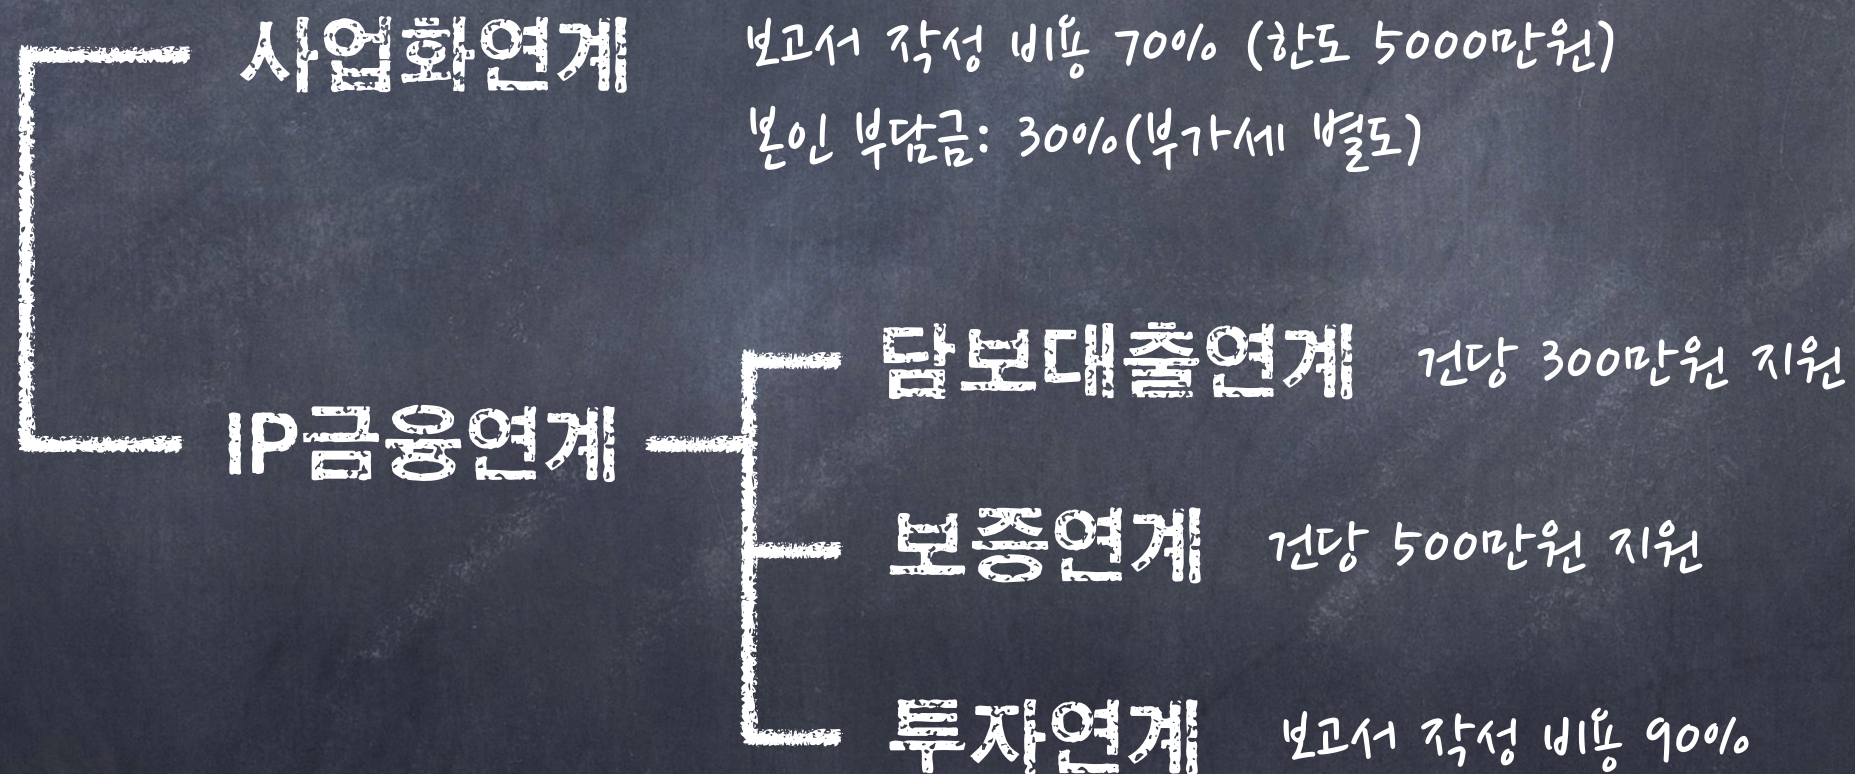 사업화연계
보고서 작성 비용 70% (한도 5000만원)
본인 부담금: 30%(부가세 별도)
IP금융연계
담보대출연계 건당 300만원 지원
보증연계 건당 500만원 지원
투자연계 보고서 작성 비용 90%